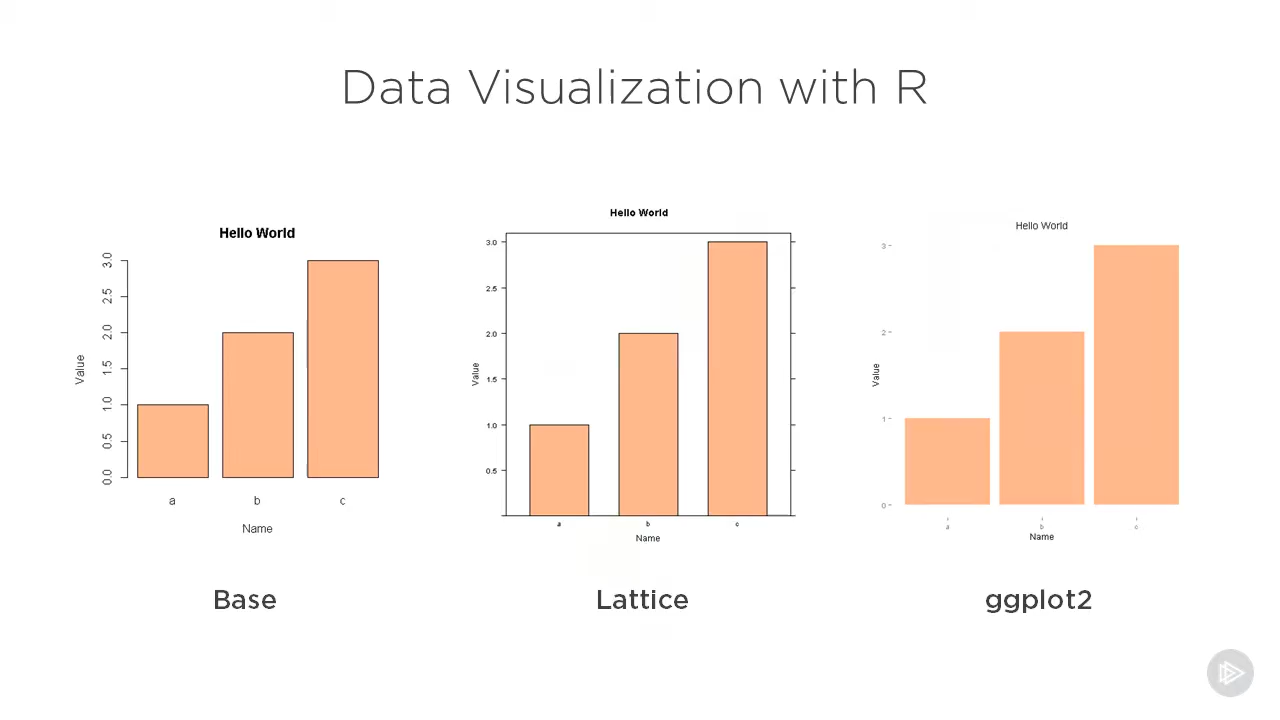 Data Visualization with R
Hello World
3.0
2.5
2.0
1.5
1.0
0.5
0.0
Value
a b c
Name
Base
Hello World
3.0
2.5
2.0
1.5
1.0
0.5
Value
a b c
Name
Lattice
Hello World
3
2
1
0
Value
a b c
Name
ggplot2